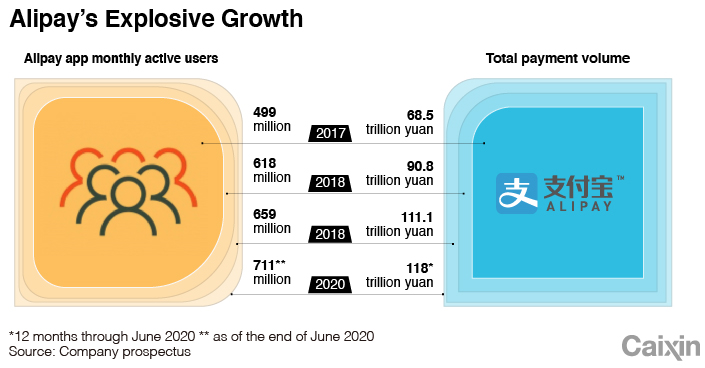 Alipay's Explosive Growth
Alipay app monthly active users
Total payment volume
499
million
2017
68.5
trillion yuan
618
million
2018
90.8
trillion yuan
659
million
2018
111.1
trillion yuan
711**
million
2020
118*
trillion yuan
支 支付宝™
ALIPAY
*12 months through June 2020 ** as of the end of June 2020
Source: Company prospectus
Caixin